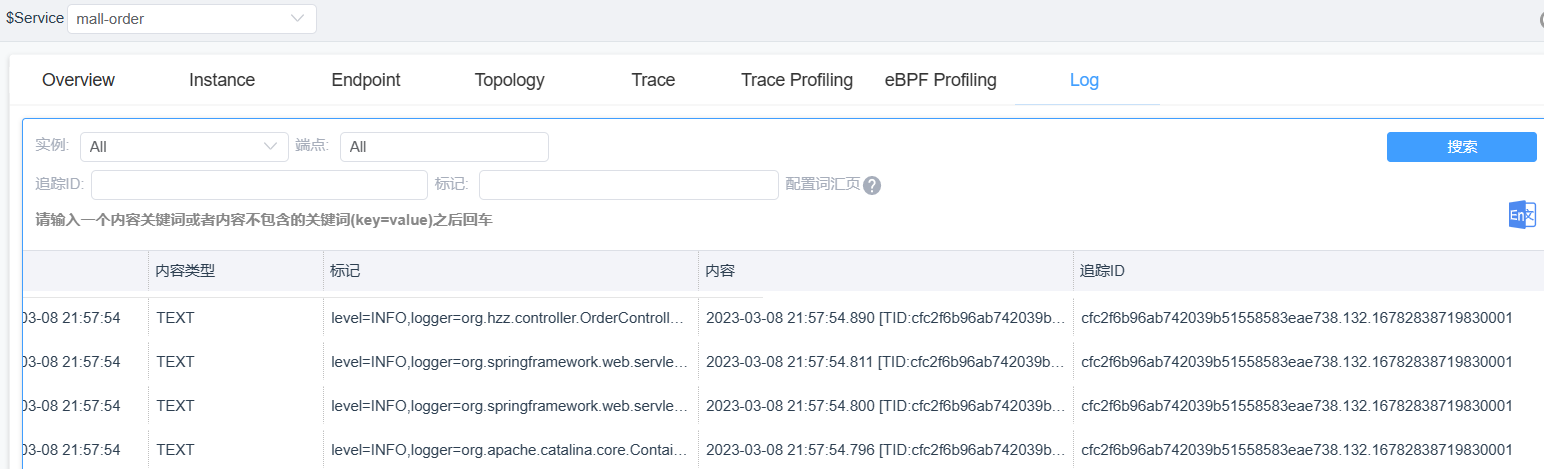 $Service mall-order
Overview Instance Endpoint Topology Trace Trace Profiling eBPF Profiling Log
实例: All 端点: All 搜索
追踪ID: 标记: 配置词汇页 ?
请输入一个内容关键词或者内容不包含的关键词(key=value)之后回车
En文
内容类型 标记 内容 追踪ID
03-08 21:57:54 TEXT level=INFO,logger=org.hzz.controller.OrderControll... 2023-03-08 21:57:54.890 [TID:cfc2f6b96ab742039b... cfc2f6b96ab742039b51558583eae738.132.16782838719830001
03-08 21:57:54 TEXT level=INFO,logger=org.springframework.web.servle... 2023-03-08 21:57:54.811 [TID:cfc2f6b96ab742039b... cfc2f6b96ab742039b51558583eae738.132.16782838719830001
03-08 21:57:54 TEXT level=INFO,logger=org.springframework.web.servle... 2023-03-08 21:57:54.800 [TID:cfc2f6b96ab742039b... cfc2f6b96ab742039b51558583eae738.132.16782838719830001
03-08 21:57:54 TEXT level=INFO,logger=org.apache.catalina.core.Contai... 2023-03-08 21:57:54.796 [TID:cfc2f6b96ab742039b... cfc2f6b96ab742039b51558583eae738.132.16782838719830001